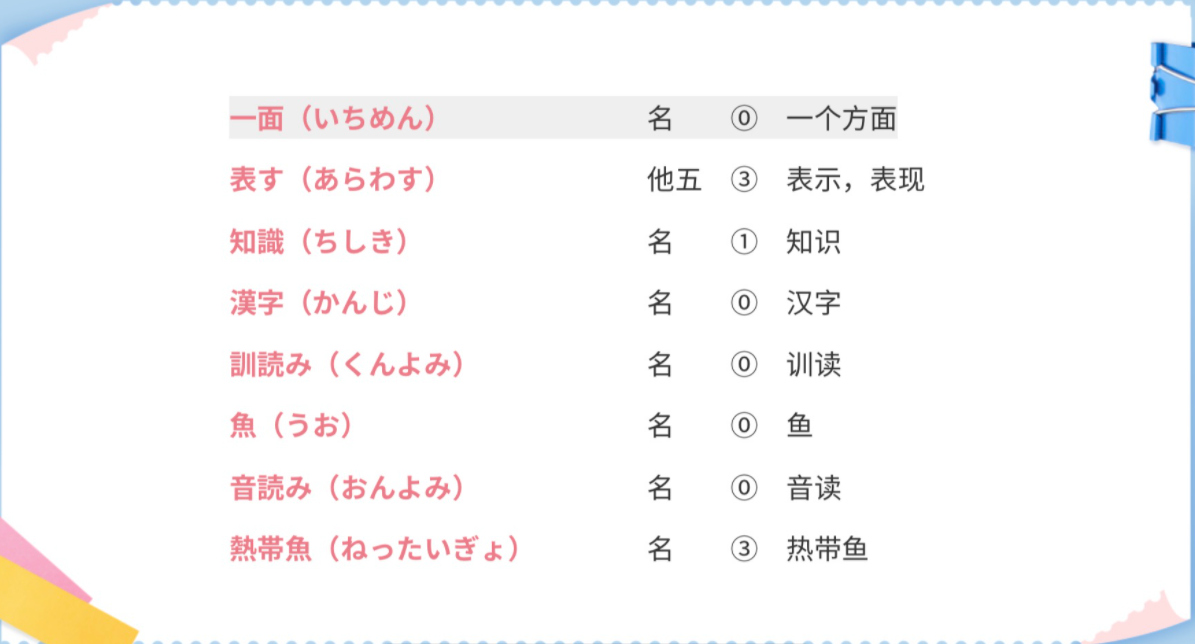 一面（いちめん） 名 ⓪ 一个方面
表す（あらわす） 他五 ③ 表示，表现
知識（ちしき） 名 ① 知识
漢字（かんじ） 名 ⓪ 汉字
訓読み（くんよみ） 名 ⓪ 训读
魚（うお） 名 ⓪ 鱼
音読み（おんよみ） 名 ⓪ 音读
熱帯魚（ねったいぎょ） 名 ③ 热带鱼